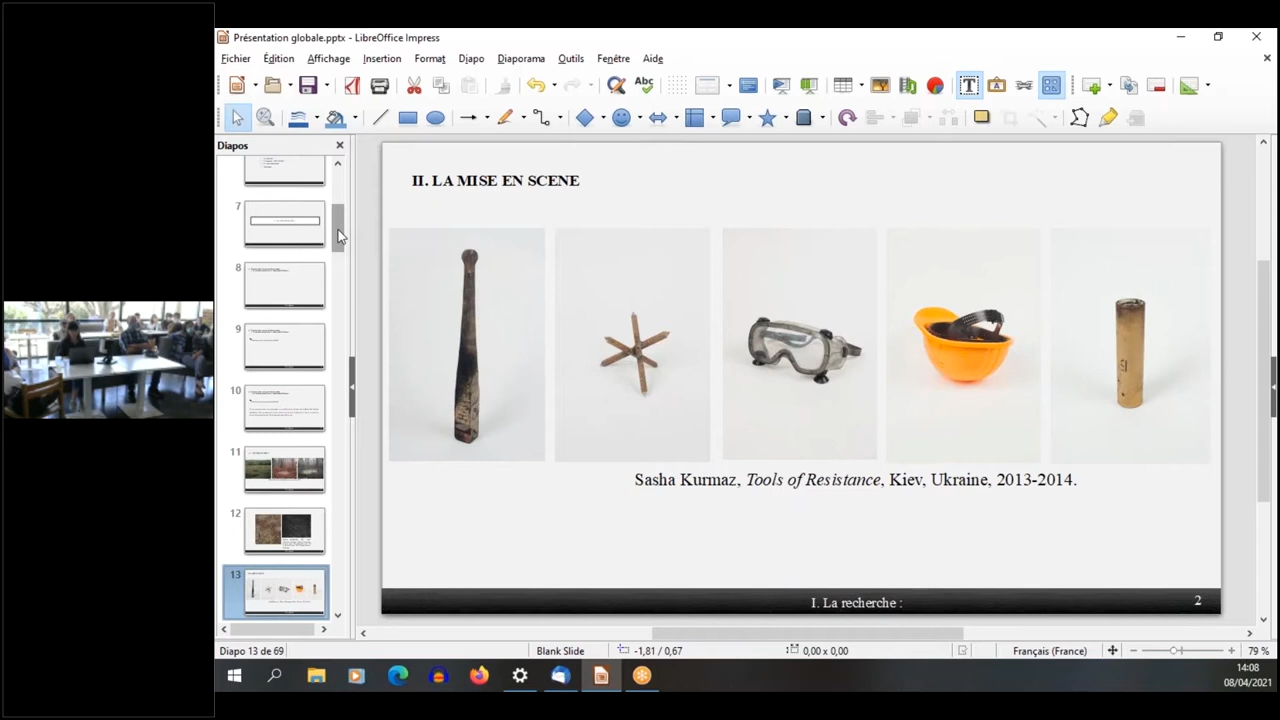 Présentation globale.pptx - LibreOffice Impress
Fichier Édition Affichage Insertion Format Diapo Diaporama Outils Fenêtre Aide
Diapos
7
8
9
10
11
12
13
II. LA MISE EN SCENE
Sasha Kurmaz, Tools of Resistance, Kiev, Ukraine, 2013-2014.
I. La recherche :
2
Diapo 13 de 69
Blank Slide
-1,81 / 0,67
0,00 x 0,00
Français (France)
79 %
14:08
08/04/2021